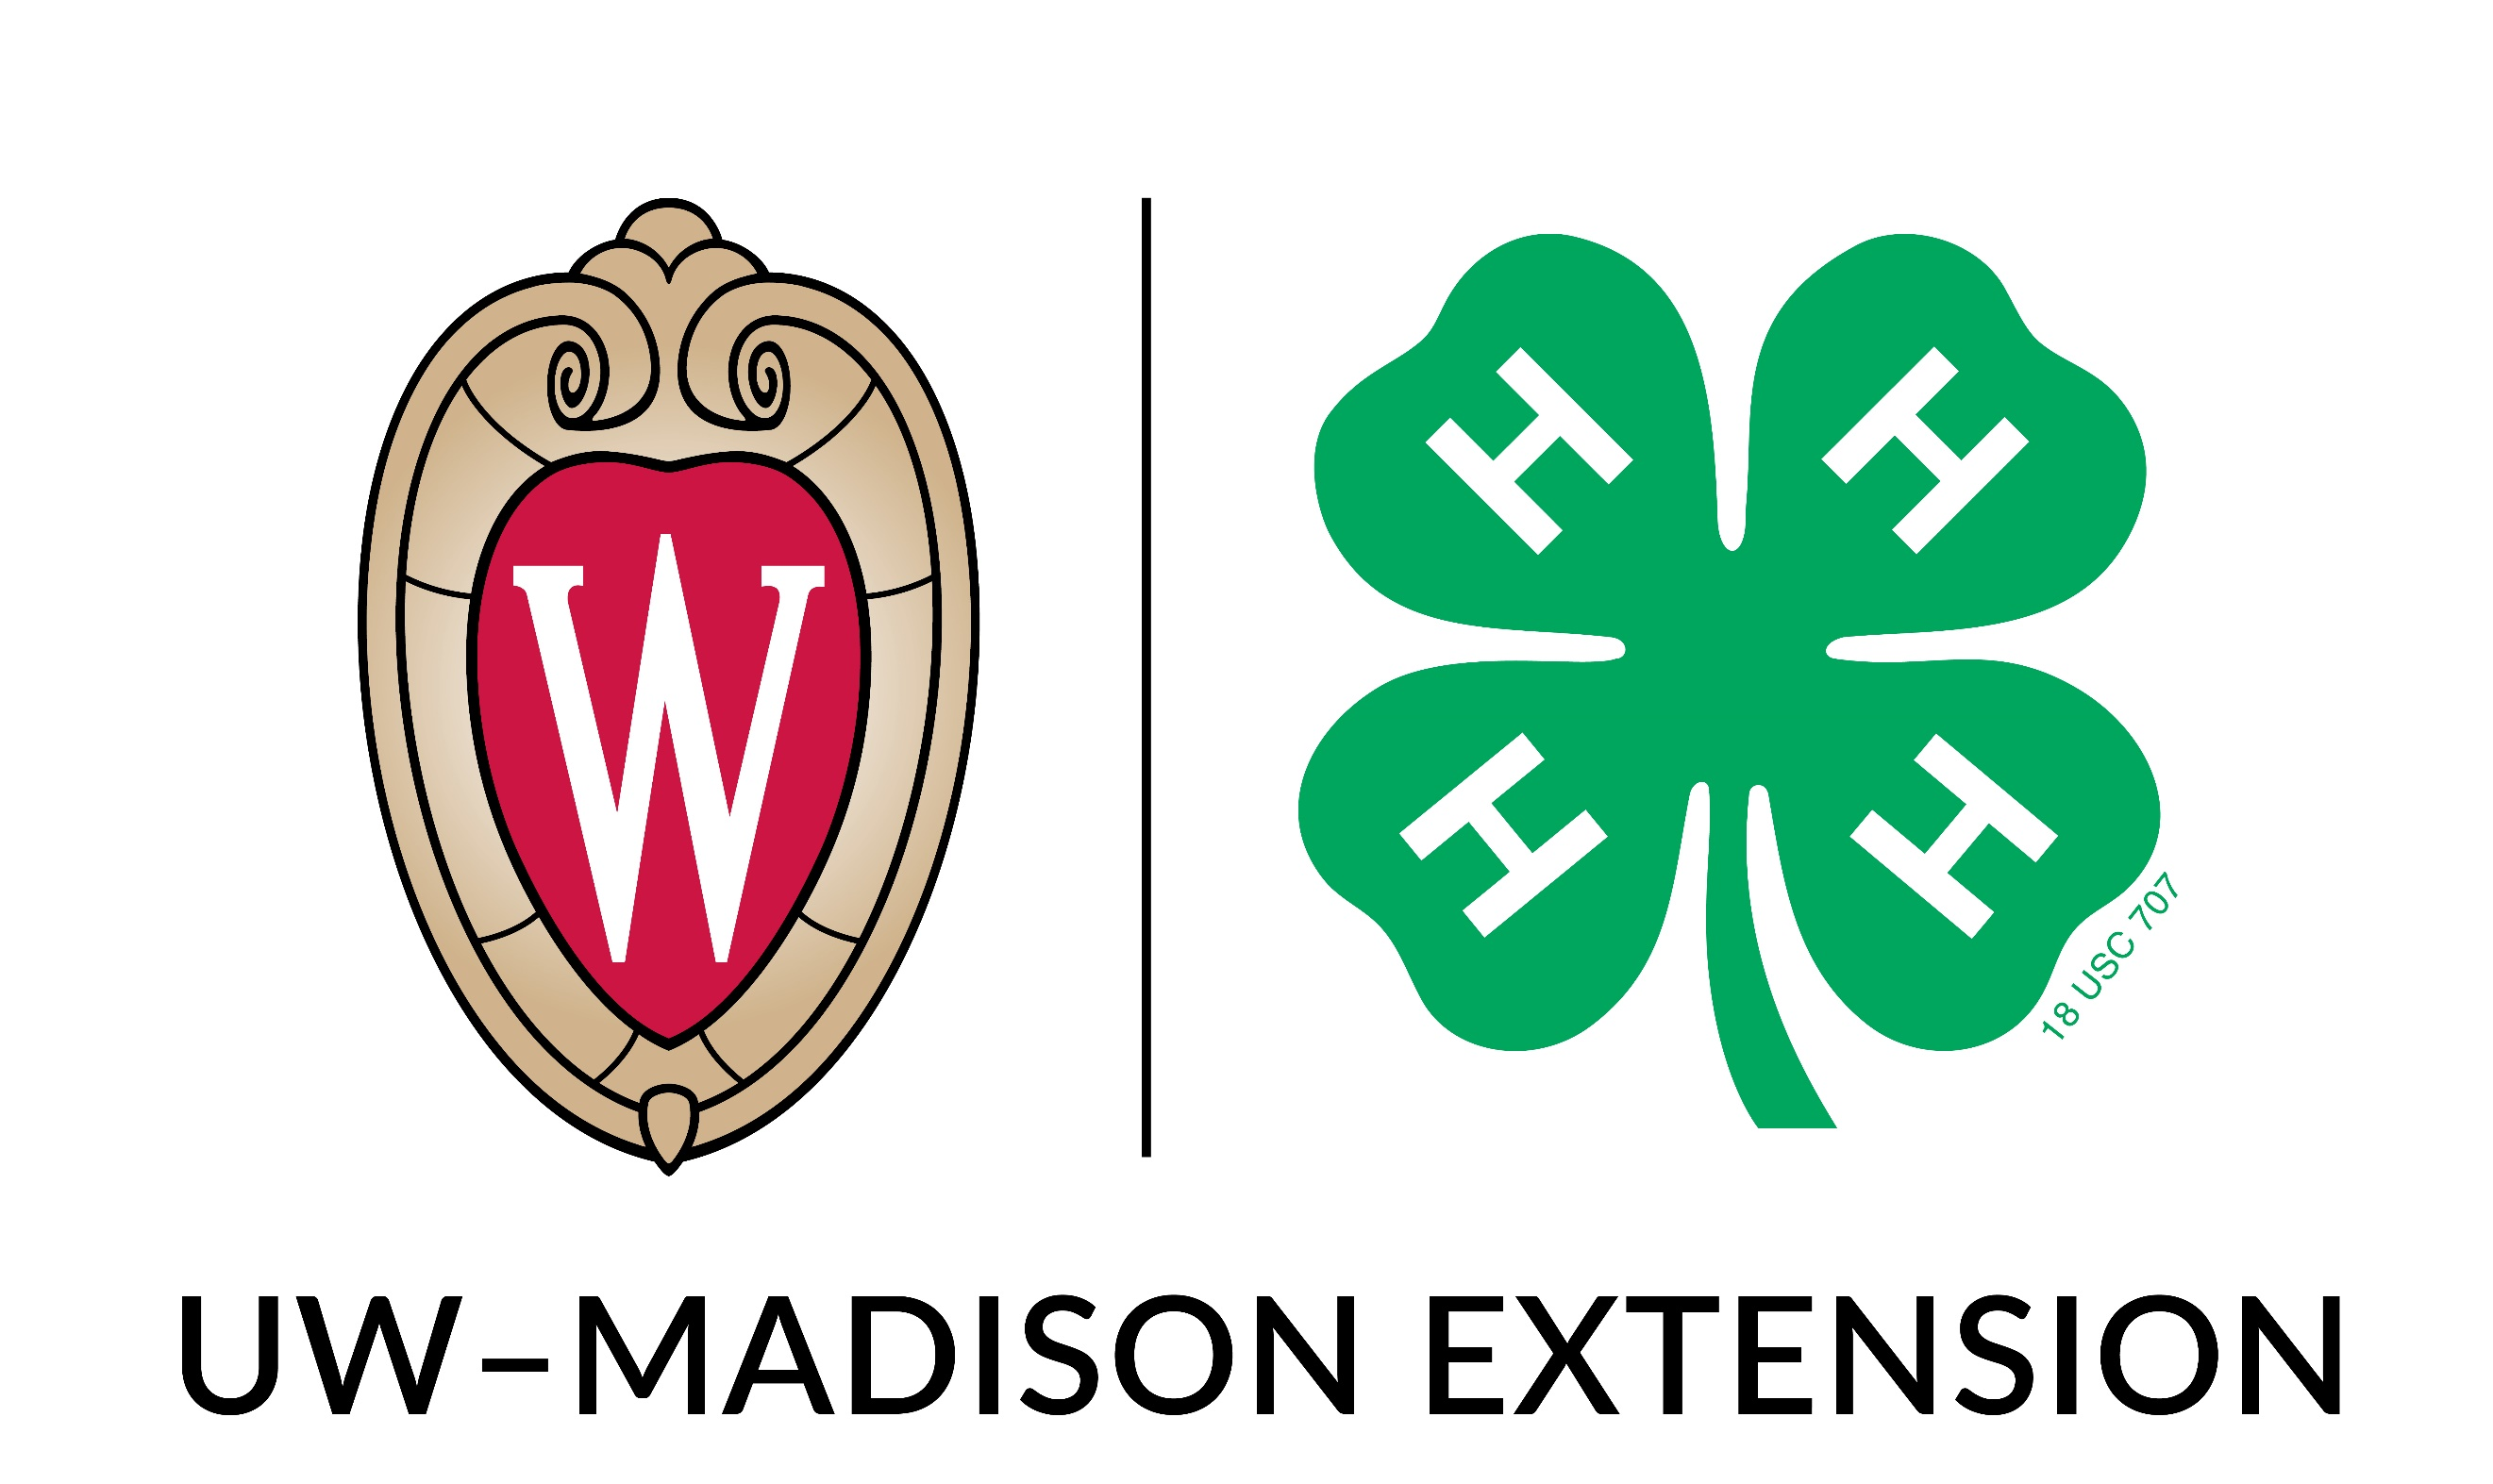 W
H H
H H
18 USC 707
UW–MADISON EXTENSION